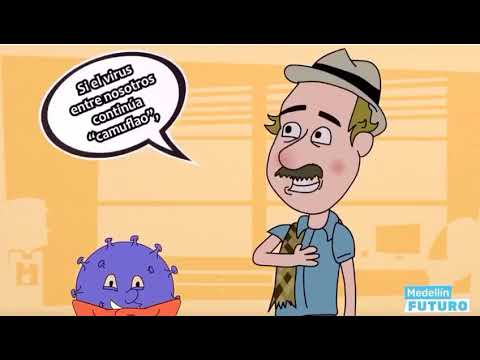 Si el virus
entre nosotros
continúa
“camuflao”,
Medellín
FUTURO